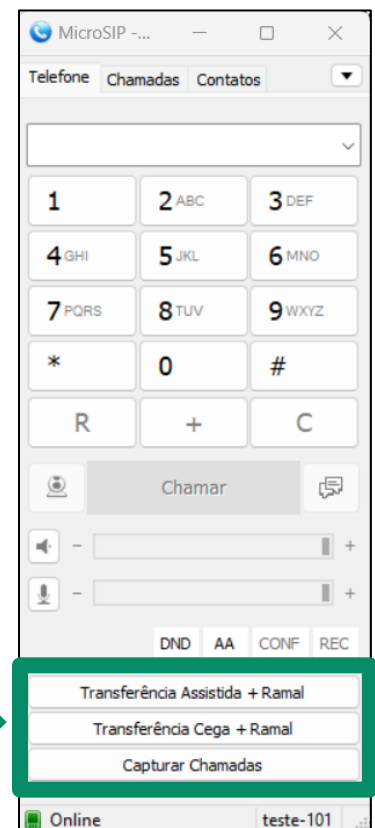 MicroSIP -...
Telefone Chamadas Contatos
1 2 ABC 3 DEF
4 GHI 5 JKL 6 MNO
7 PQRS 8 TUV 9 WXYZ
* 0 #
R + C
Chamar
- +
- +
DND AA CONF REC
Transferência Assistida + Ramal
Transferência Cega + Ramal
Capturar Chamadas
Online teste-101